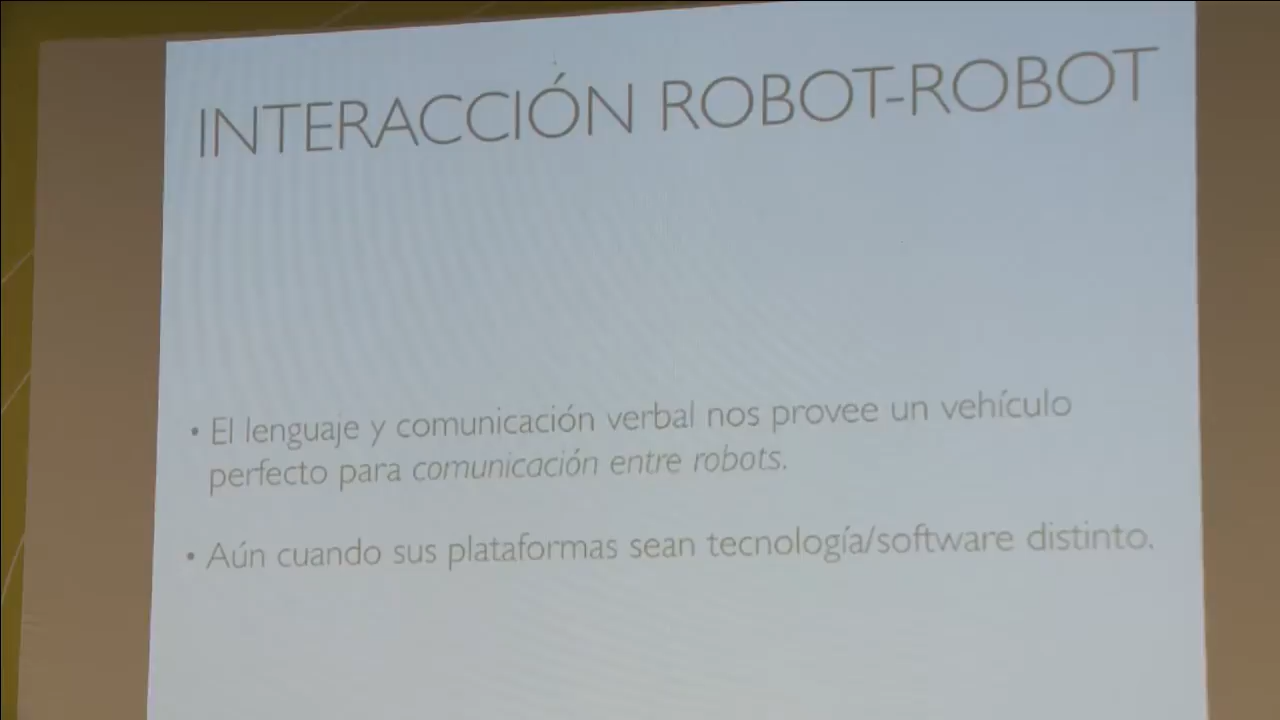 INTERACCIÓN ROBOT-ROBOT
• El lenguaje y comunicación verbal nos provee un vehículo
perfecto para comunicación entre robots.
• Aún cuando sus plataformas sean tecnología/software distinto.